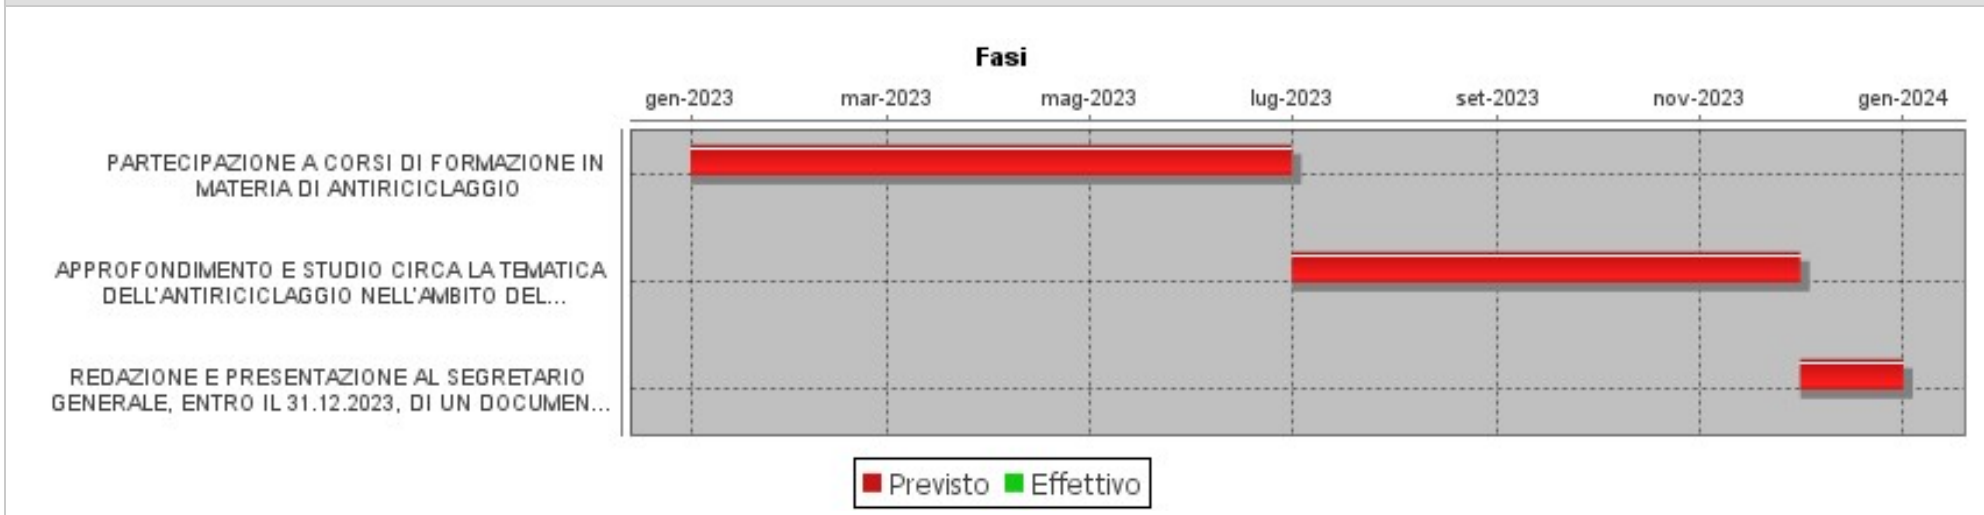 Fasi
gen-2023 mar-2023 mag-2023 lug-2023 set-2023 nov-2023 gen-2024
PARTECIPAZIONE A CORSI DI FORMAZIONE IN
MATERIA DI ANTIRICICLAGGIO
APPROFONDIMENTO E STUDIO CIRCA LA TEMATICA
DELL'ANTIRICICLAGGIO NELL'AMBITO DEL...
REDAZIONE E PRESENTAZIONE AL SEGRETARIO
GENERALE, ENTRO IL 31.12.2023, DI UN DOCUMEN...
Previsto Effettivo